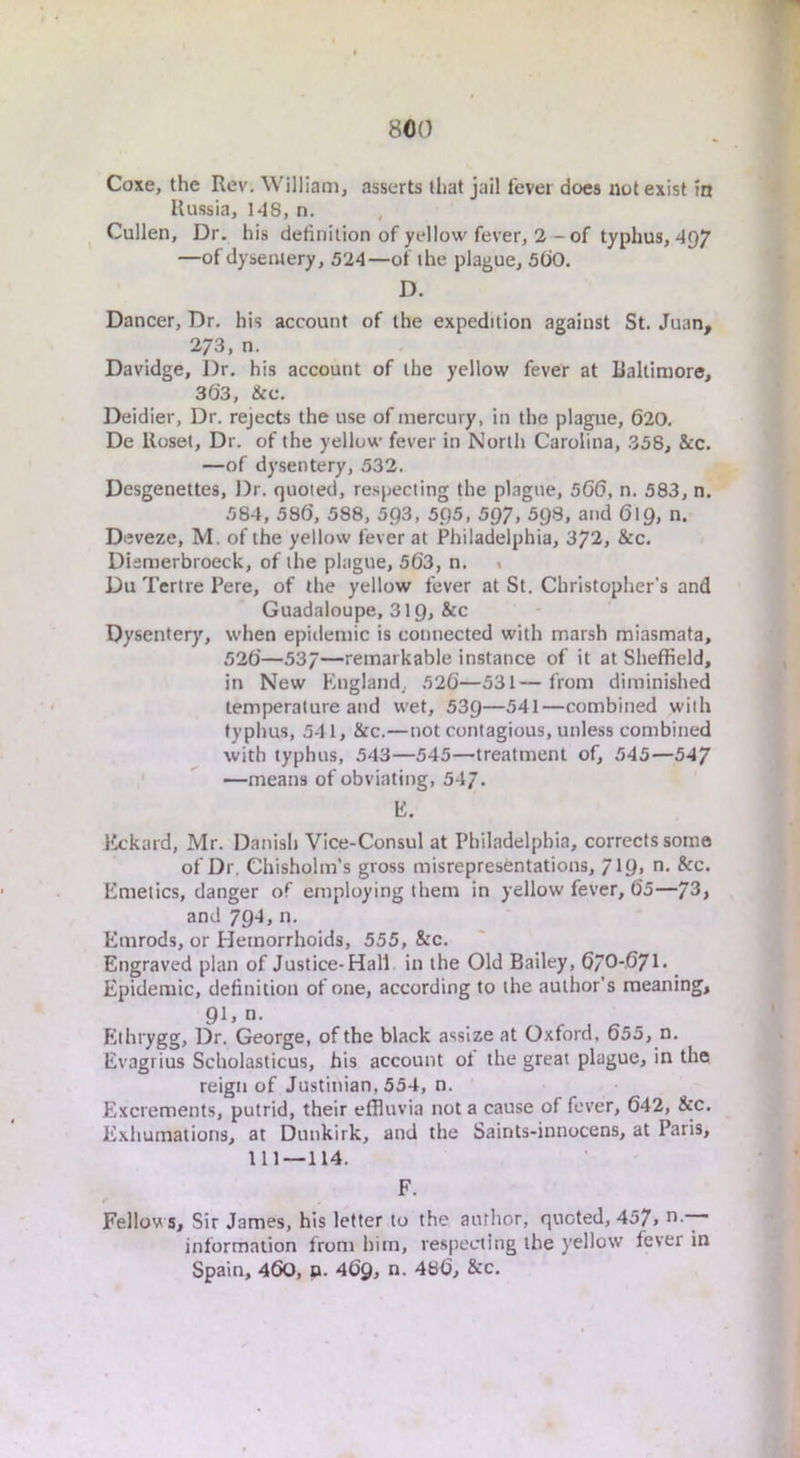 800
Coxe, the Rev. William, asserts that jail fever does not exist in
Russia, 148, n.
Cullen, Dr. his definition of yellow fever, 2 - of typhus, 497
—of dysentery, 524—of the plague, 560.
D.
Dancer, Dr. his account of the expedition against St. Juan,
273, n.
Davidge, Dr. his account of the yellow fever at Baltimore,
363, &c.
Deidier, Dr. rejects the use of mercury, in the plague, 620.
De Roset, Dr. of the yellow fever in North Carolina, 358, &c.
—of dysentery, 532.
Desgenettes, Dr. quoted, respecting the plague, 566, n. 583, n.
584, 586, 588, 593, 595, 597, 598, and 619, n.
Deveze, M. of the yellow fever at Philadelphia, 372, &c.
Diemerbroeck, of the plague, 563, n.
Du Tertre Pere, of the yellow fever at St. Christopher's and
Guadaloupe, 319, &c
Dysentery, when epidemic is connected with marsh miasmata,
526—537—remarkable instance of it at Sheffield,
in New England, 526—531—from diminished
temperature and wet, 539—541—combined with
typhus, 541, &c.—not contagious, unless combined
with typhus, 543—545—treatment of, 545—547
—means of obviating, 547.
E.
Eckard, Mr. Danish Vice-Consul at Philadelphia, corrects some
of Dr. Chisholm's gross misrepresentations, 719, n. &c.
Emetics, danger of employing them in yellow fever, 65—73,
and 794, n.
Emrods, or Hemorrhoids, 555, &c.
Engraved plan of Justice-Hall in the Old Bailey, 670-671.
Epidemic, definition of one, according to the author's meaning,
91, n.
Ethrygg, Dr. George, of the black assize at Oxford, 655, n.
Evagrius Scholasticus, his account of the great plague, in the
reign of Justinian, 554, n.
Excrements, putrid, their effluvia not a cause of fever, 642, &c.
Exhumations, at Dunkirk, and the Saints-innocens, at Paris,
111—114.
F.
Fellows, Sir James, his letter to the author, quoted, 457, n.—
information from him, respecting the yellow fever in
Spain, 460, n. 469, n. 486, &c.